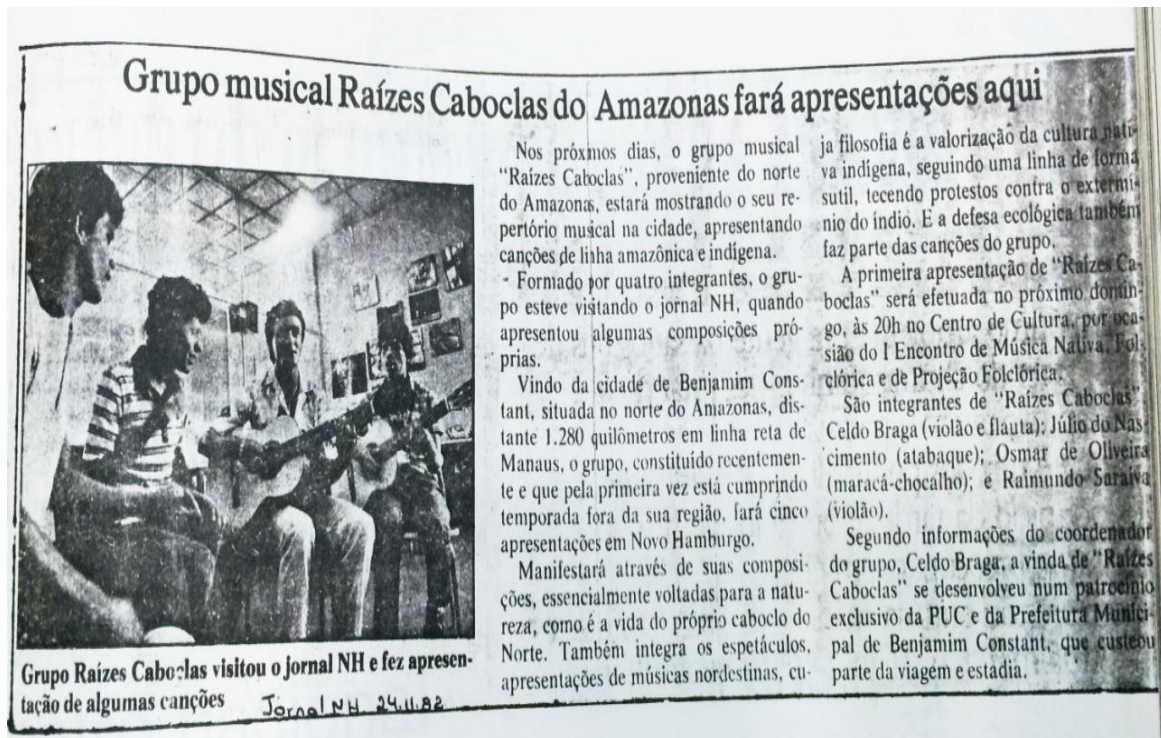 Grupo musical Raízes Caboclas do Amazonas fará apresentações aqui
Grupo Raízes Caboclas visitou o jornal NH e fez apresen-
tação de algumas canções
Jornal NH 24.11.82
Nos próximos dias, o grupo musical
"Raízes Caboclas", proveniente do norte
do Amazonas, estará mostrando o seu re-
pertório musical na cidade, apresentando
canções de linha amazônica e indígena.
- Formado por quatro integrantes, o gru-
po esteve visitando o jornal NH, quando
apresentou algumas composições pró-
prias.
Vindo da cidade de Benjamim Cons-
tant, situada no norte do Amazonas, dis-
tante 1.280 quilômetros em linha reta de
Manaus, o grupo, constituído recentemen-
te e que pela primeira vez está cumprindo
temporada fora da sua região, fará cinco
apresentações em Novo Hamburgo.
Manifestará através de suas composi-
ções, essencialmente voltadas para a natu-
reza, como é a vida do próprio caboclo do
Norte. Também integra os espetáculos,
apresentações de músicas nordestinas, cu-
ja filosofia é a valorização da cultura nati-
va indígena, seguindo uma linha de forma
sutil, tecendo protestos contra o extermí-
nio do índio. E a defesa ecológica também
faz parte das canções do grupo.
A primeira apresentação de "Raízes Ca-
boclas" será efetuada no próximo domin-
go, às 20h no Centro de Cultura, por oca-
sião do I Encontro de Música Nativa, Fol-
clórica e de Projeção Folclórica.
São integrantes de "Raízes Caboclas"
Celdo Braga (violão e flauta); Júlio do Nas-
cimento (atabaque); Osmar de Oliveira
(maracá-chocalho); e Raimundo Saraiva
(violão).
Segundo informações do coordenador
do grupo, Celdo Braga, a vinda de "Raízes
Caboclas" se desenvolveu num patrocínio
exclusivo da PUC e da Prefeitura Munici-
pal de Benjamim Constant, que custeou
parte da viagem e estadia.